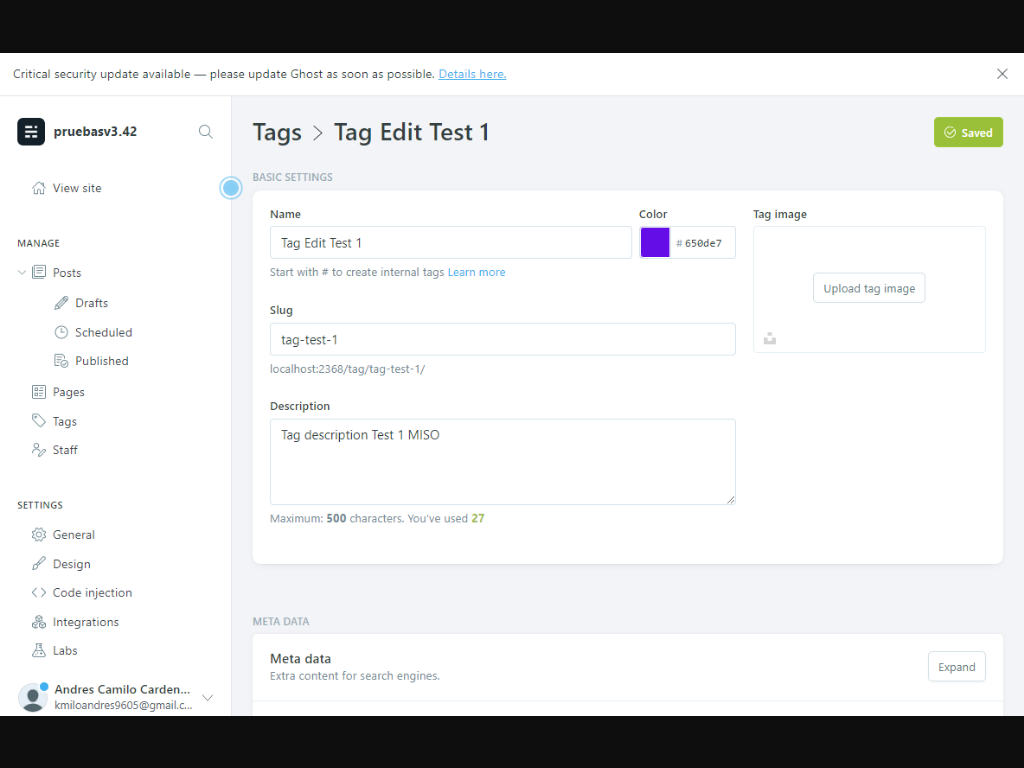 Critical security update available — please update Ghost as soon as possible. Details here.
pruebasv3.42
View site
MANAGE
Posts
Drafts
Scheduled
Published
Pages
Tags
Staff
SETTINGS
General
Design
Code injection
Integrations
Labs
Andres Camilo Carden...
kmiloandres9605@gmail.c...
Tags > Tag Edit Test 1
Saved
BASIC SETTINGS
Name
Tag Edit Test 1
Start with # to create internal tags Learn more
Color
# 650de7
Tag image
Upload tag image
Slug
tag-test-1
localhost:2368/tag/tag-test-1/
Description
Tag description Test 1 MISO
Maximum: 500 characters. You've used 27
META DATA
Meta data
Extra content for search engines.
Expand